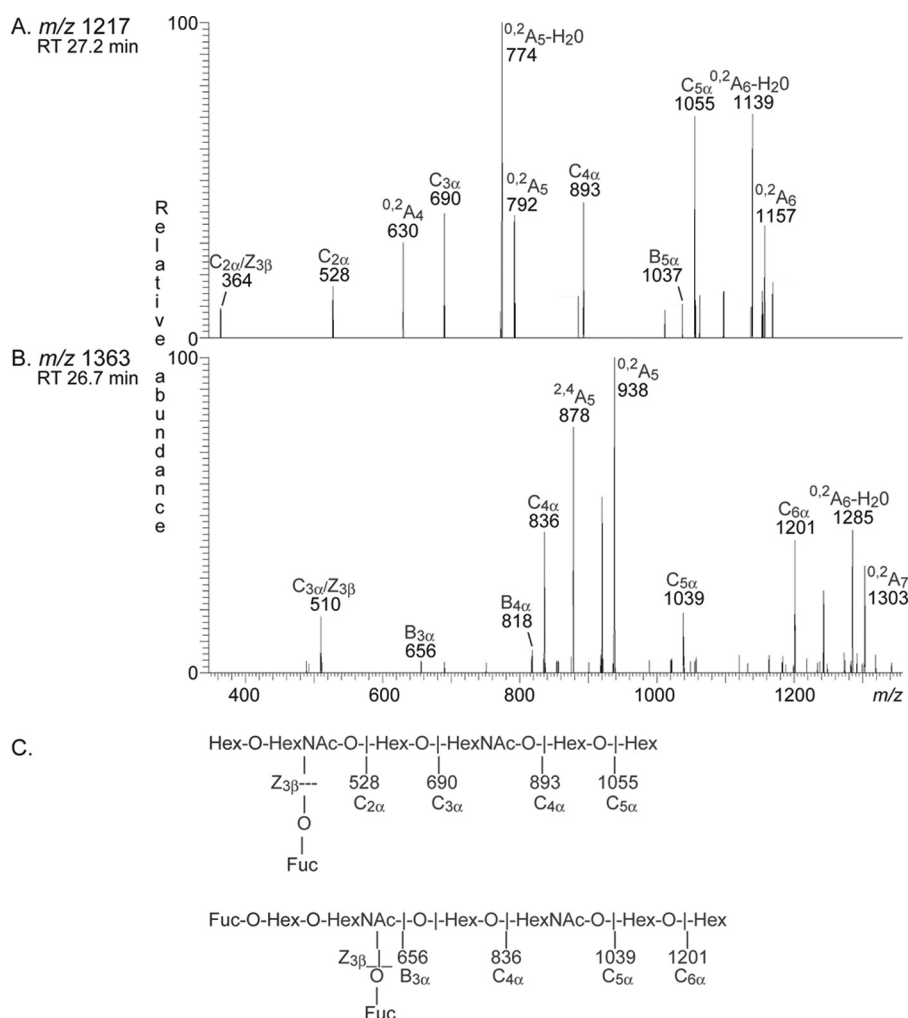 A. m/z 1217
RT 27.2 min
100
0,2A5-H20
774
C5α
1055
0,2A6-H20
1139
C3α
690
0,2A5
792
C4α
893
0,2A4
630
0,2A6
1157
C2α/Z3β
364
C2α
528
B5α
1037
0
Relative
B. m/z 1363
RT 26.7 min
abundance
100
0,2A5
938
2,4A5
878
C4α
836
C6α
1201
0,2A6-H20
1285
C3α/Z3β
510
B4α
818
C5α
1039
0,2A7
1303
B3α
656
0
400 600 800 1000 1200 m/z
C.
Hex-O-HexNAc-O-|-Hex-O-|-HexNAc-O-|-Hex-O-|-Hex
Z3β--- 528 690 893 1055
C2α C3α C4α C5α
O
Fuc
Fuc-O-Hex-O-HexNAc-|-O-|-Hex-O-|-HexNAc-O-|-Hex-O-|-Hex
Z3β 656 836 1039 1201
O B3α C4α C5α C6α
Fuc